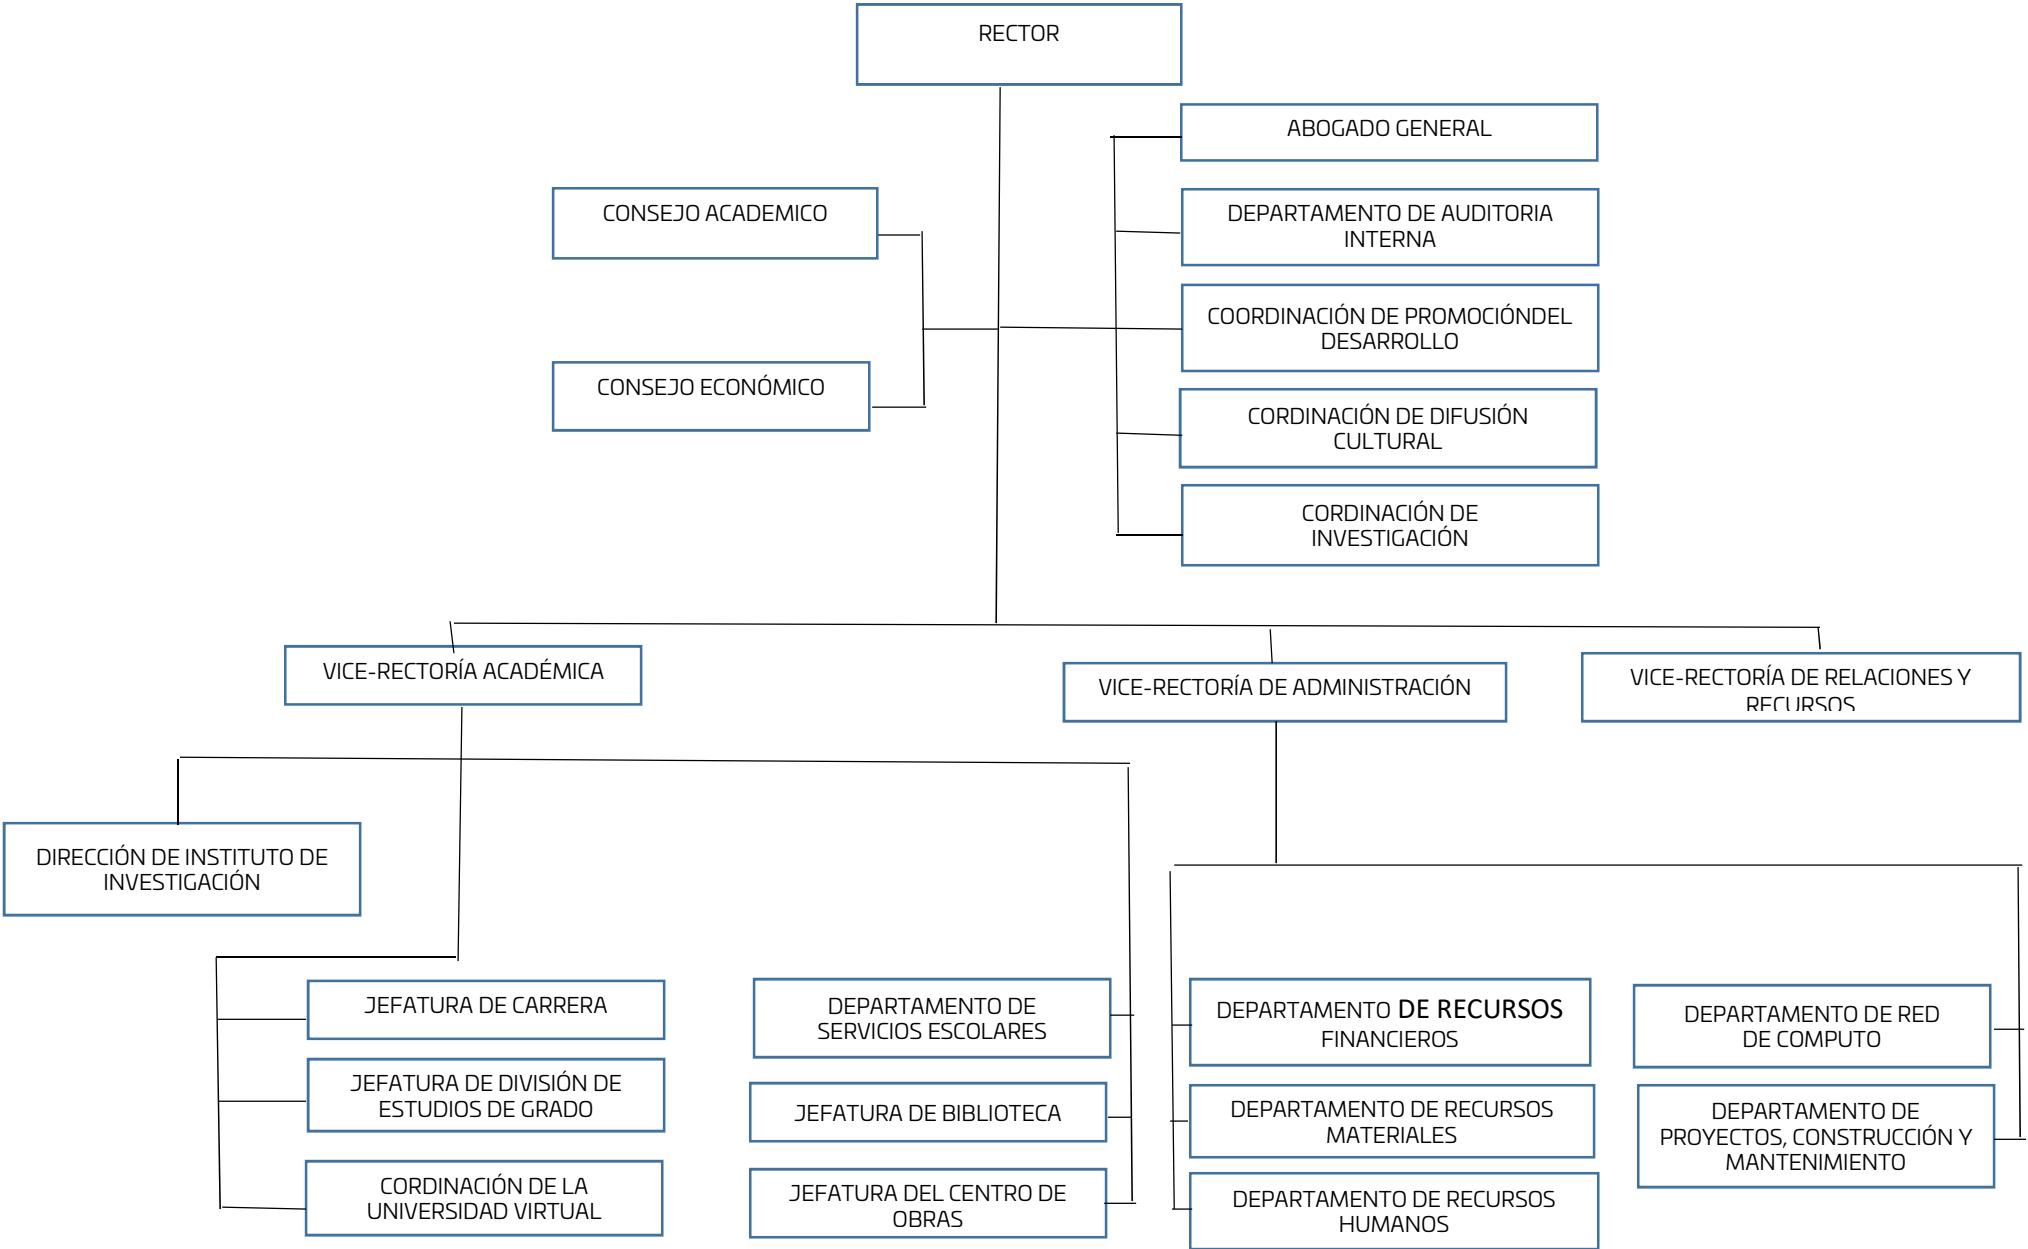 RECTOR
ABOGADO GENERAL
CONSEJO ACADEMICO
DEPARTAMENTO DE AUDITORIA
INTERNA
COORDINACIÓN DE PROMOCIÓNDEL
DESARROLLO
CONSEJO ECONÓMICO
CORDINACIÓN DE DIFUSIÓN
CULTURAL
CORDINACIÓN DE
INVESTIGACIÓN
VICE-RECTORÍA ACADÉMICA
VICE-RECTORÍA DE ADMINISTRACIÓN
VICE-RECTORÍA DE RELACIONES Y
RECURSOS
DIRECCIÓN DE INSTITUTO DE
INVESTIGACIÓN
JEFATURA DE CARRERA
JEFATURA DE DIVISIÓN DE
ESTUDIOS DE GRADO
CORDINACIÓN DE LA
UNIVERSIDAD VIRTUAL
DEPARTAMENTO DE
SERVICIOS ESCOLARES
JEFATURA DE BIBLIOTECA
JEFATURA DEL CENTRO DE
OBRAS
DEPARTAMENTO DE RECURSOS
FINANCIEROS
DEPARTAMENTO DE RECURSOS
MATERIALES
DEPARTAMENTO DE RECURSOS
HUMANOS
DEPARTAMENTO DE RED
DE COMPUTO
DEPARTAMENTO DE
PROYECTOS, CONSTRUCCIÓN Y
MANTENIMIENTO